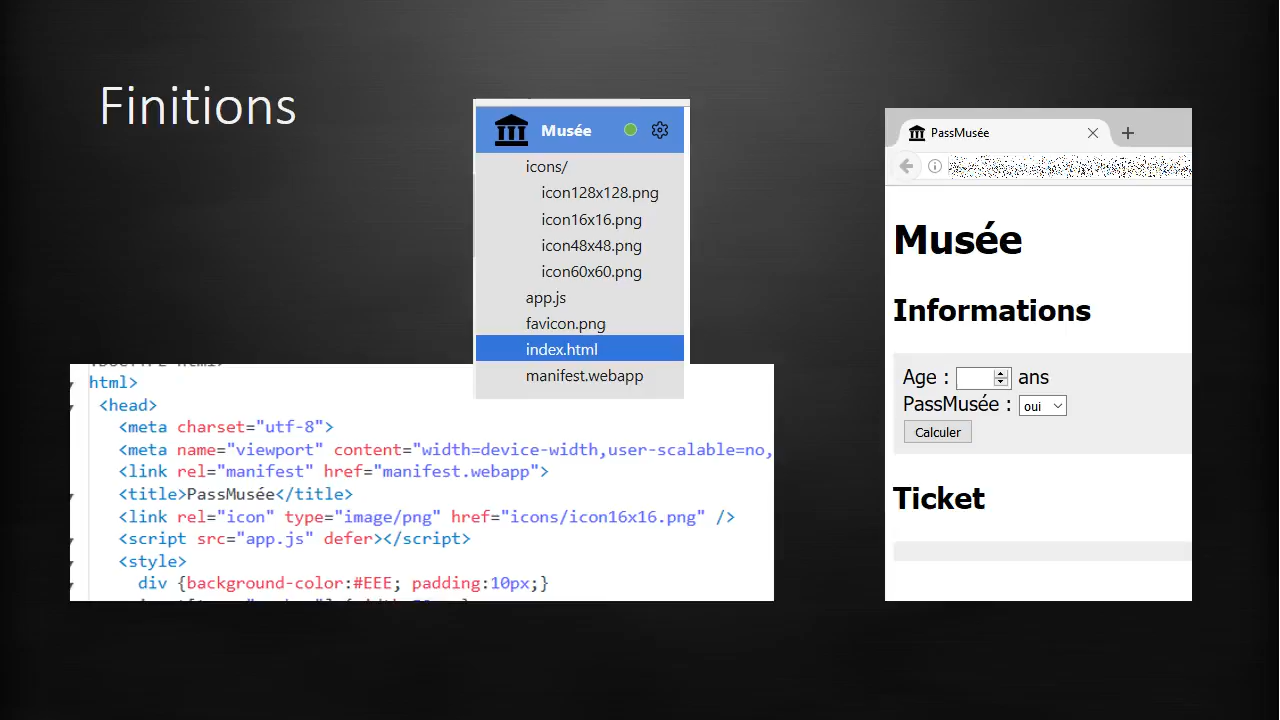 Finitions
Musée
icons/
icon128x128.png
icon16x16.png
icon48x48.png
icon60x60.png
app.js
favicon.png
index.html
manifest.webapp
html>
<head>
<meta charset="utf-8">
<meta name="viewport" content="width=device-width,user-scalable=no,
<link rel="manifest" href="manifest.webapp">
<title>PassMusée</title>
<link rel="icon" type="image/png" href="icons/icon16x16.png" />
<script src="app.js" defer></script>
<style>
div {background-color:#EEE; padding:10px;}
PassMusée
Musée
Informations
Age : ans
PassMusée : oui
Calculer
Ticket